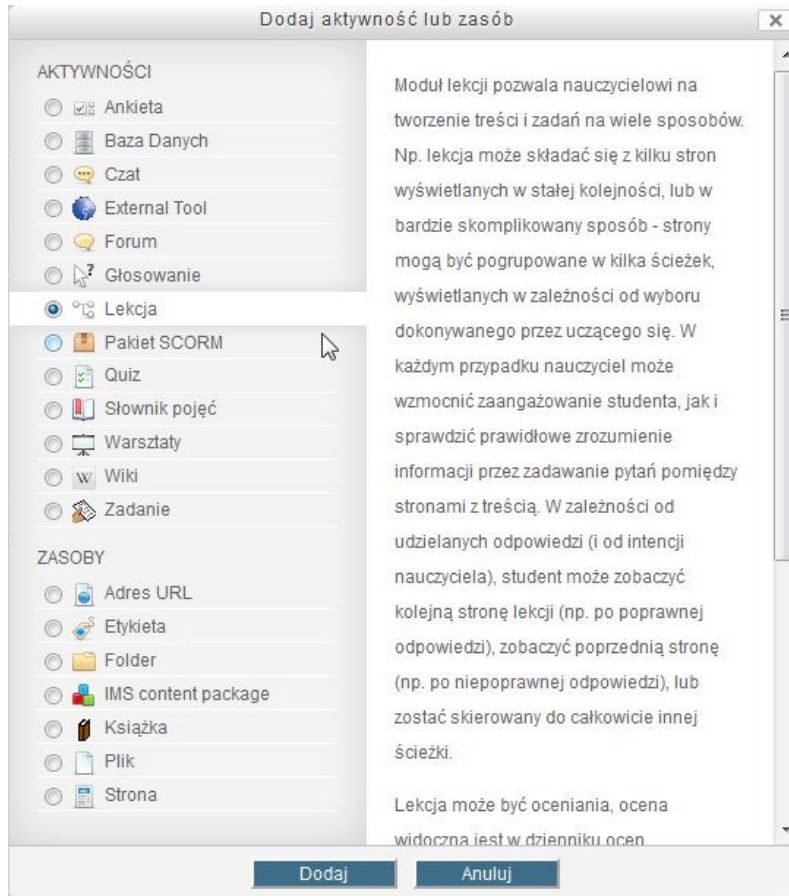 Dodaj aktywność lub zasób
AKTYWNOŚCI
Ankieta
Baza Danych
Czat
External Tool
Forum
Głosowanie
Lekcja
Pakiet SCORM
Quiz
Słownik pojęć
Warsztaty
Wiki
Zadanie
ZASOBY
Adres URL
Etykieta
Folder
IMS content package
Książka
Plik
Strona
Moduł lekcji pozwala nauczycielowi na
tworzenie treści i zadań na wiele sposobów.
Np. lekcja może składać się z kilku stron
wyświetlanych w stałej kolejności, lub w
bardzie skomplikowany sposób - strony
mogą być pogrupowane w kilka ścieżek,
wyświetlanych w zależności od wyboru
dokonywanego przez uczącego się. W
każdym przypadku nauczyciel może
wzmocnić zaangażowanie studenta, jak i
sprawdzić prawidłowe zrozumienie
informacji przez zadawanie pytań pomiędzy
stronami z treścią. W zależności od
udzielanych odpowiedzi (i od intencji
nauczyciela), student może zobaczyć
kolejną stronę lekcji (np. po poprawnej
odpowiedzi), zobaczyć poprzednią stronę
(np. po niepoprawnej odpowiedzi), lub
zostać skierowany do całkowicie innej
ścieżki.
Lekcja może być oceniania, ocena
widoczna jest w dzienniku ocen
Dodaj
Anuluj